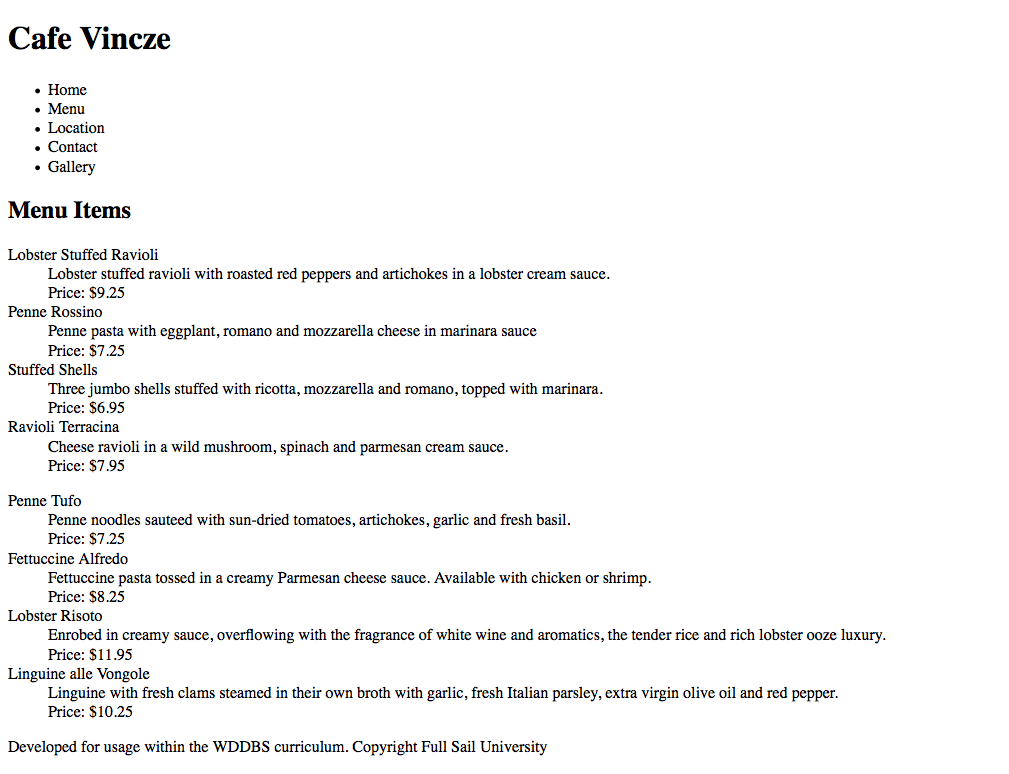 Cafe Vincze
Home
Menu
Location
Contact
Gallery
Menu Items
Lobster Stuffed Ravioli
Lobster stuffed ravioli with roasted red peppers and artichokes in a lobster cream sauce.
Price: $9.25
Penne Rossino
Penne pasta with eggplant, romano and mozzarella cheese in marinara sauce
Price: $7.25
Stuffed Shells
Three jumbo shells stuffed with ricotta, mozzarella and romano, topped with marinara.
Price: $6.95
Ravioli Terracina
Cheese ravioli in a wild mushroom, spinach and parmesan cream sauce.
Price: $7.95
Penne Tufo
Penne noodles sauteed with sun-dried tomatoes, artichokes, garlic and fresh basil.
Price: $7.25
Fettuccine Alfredo
Fettuccine pasta tossed in a creamy Parmesan cheese sauce. Available with chicken or shrimp.
Price: $8.25
Lobster Risoto
Enrobed in creamy sauce, overflowing with the fragrance of white wine and aromatics, the tender rice and rich lobster ooze luxury.
Price: $11.95
Linguine alle Vongole
Linguine with fresh clams steamed in their own broth with garlic, fresh Italian parsley, extra virgin olive oil and red pepper.
Price: $10.25
Developed for usage within the WDDBS curriculum. Copyright Full Sail University